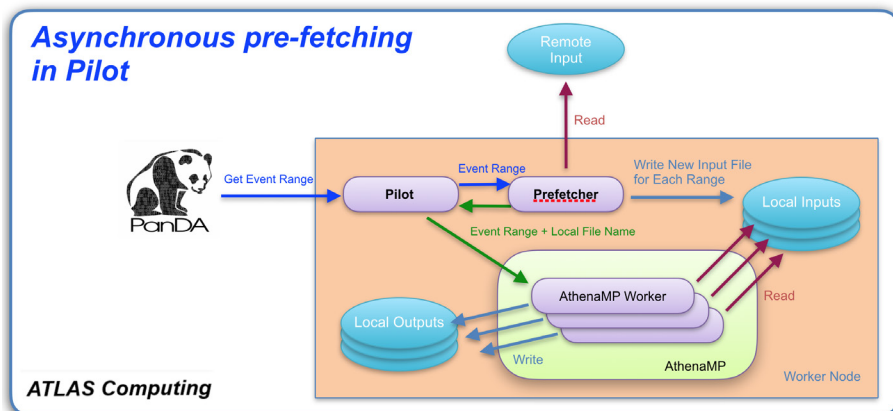 Asynchronous pre-fetching
in Pilot
Remote
Input
Read
PanDA
Get Event Range
Pilot
Event Range
Prefetcher
Write New Input File
for Each Range
Local Inputs
Event Range + Local File Name
AthenaMP Worker
Read
Local Outputs
Write
AthenaMP
Worker Node
ATLAS Computing